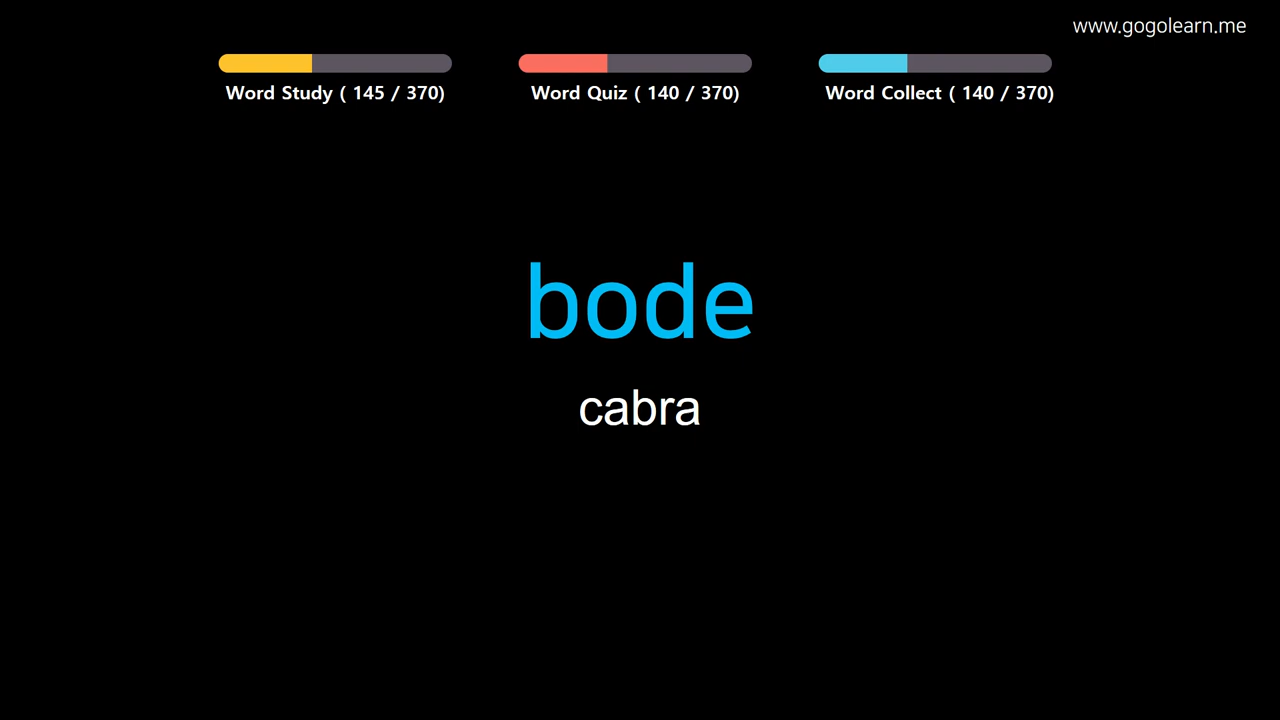 www.gogolearn.me
Word Study ( 145 / 370)
Word Quiz ( 140 / 370)
Word Collect ( 140 / 370)
bode
cabra